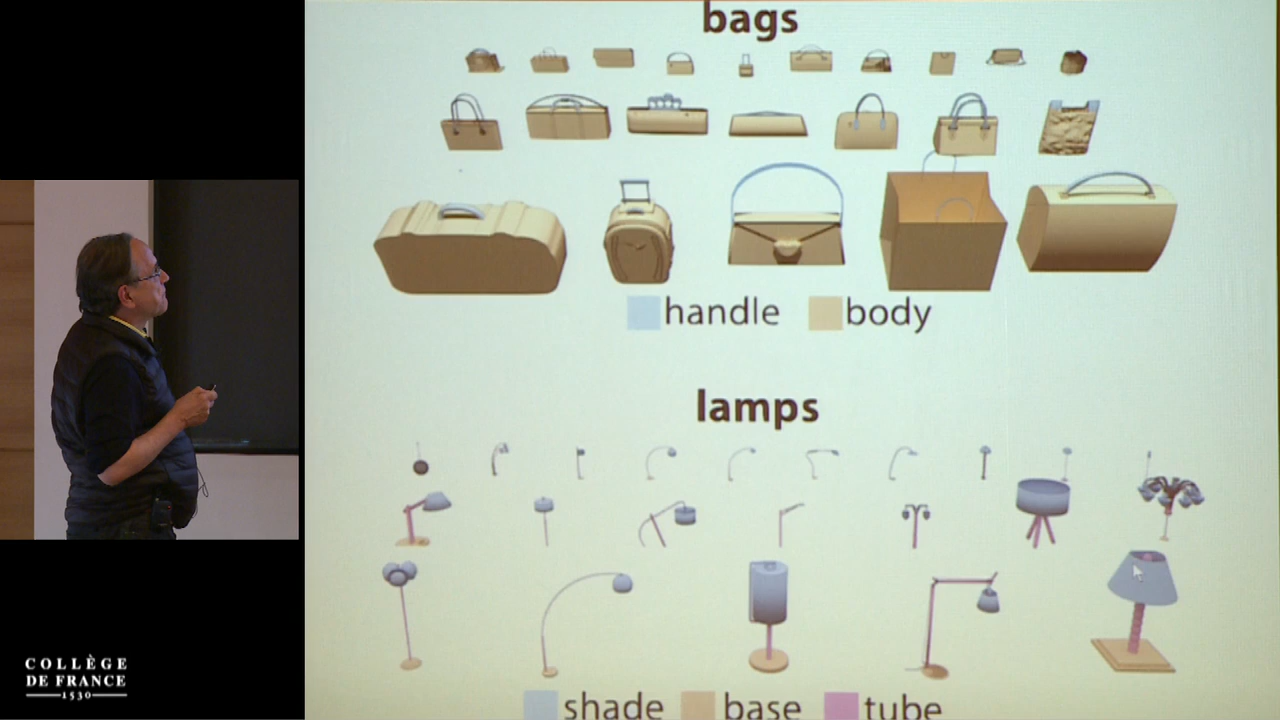 bags
handle body
lamps
shade base tube
COLLÈGE
DE FRANCE
1530